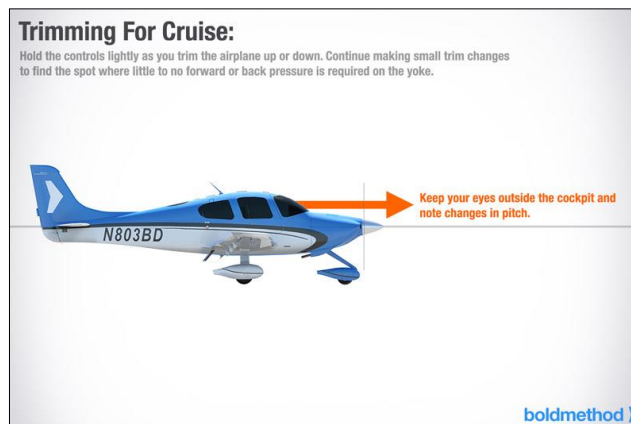 Trimming For Cruise:
Hold the controls lightly as you trim the airplane up or down. Continue making small trim changes
to find the spot where little to no forward or back pressure is required on the yoke.
Keep your eyes outside the cockpit and
note changes in pitch.
N803BD
boldmethod